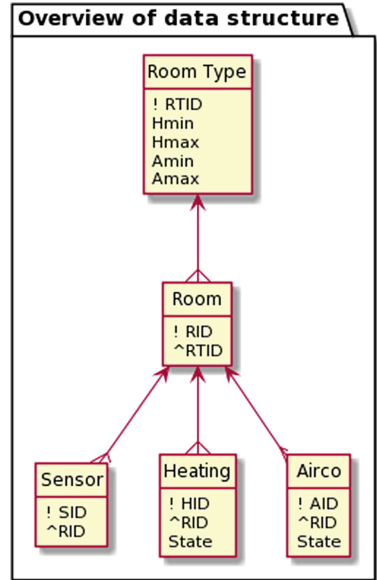 Overview of data structure
Room Type
! RTID
Hmin
Hmax
Amin
Amax
Room
! RID
^RTID
Sensor
! SID
^RID
Heating
! HID
^RID
State
Airco
! AID
^RID
State